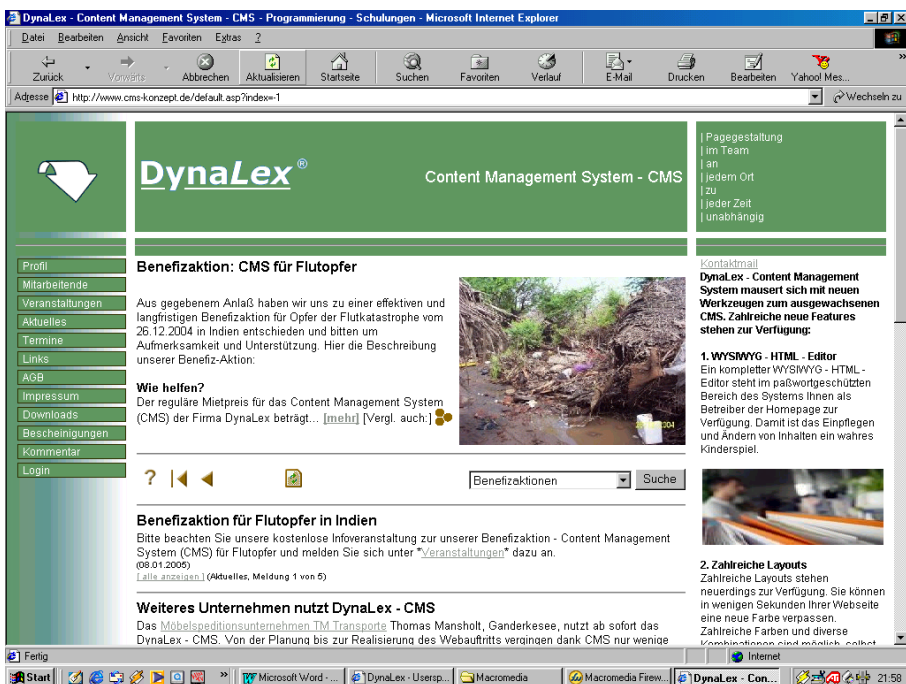 DynaLex - Content Management System - CMS - Programmierung - Schulungen - Microsoft Internet Explorer
Datei Bearbeiten Ansicht Favoriten Extras ?
Zurück Vorwärts Abbrechen Aktualisieren Startseite Suchen Favoriten Verlauf E-Mail Drucken Bearbeiten Yahoo! Mes...
Adresse http://www.cms-konzept.de/default.asp?index=-1 Wechseln zu
DynaLex®
Content Management System - CMS
| Pagegestaltung
| im Team
| an
| jedem Ort
| zu
| jeder Zeit
| unabhängig
Profil
Mitarbeitende
Veranstaltungen
Aktuelles
Termine
Links
AGB
Impressum
Downloads
Bescheinigungen
Kommentar
Login
Benefizaktion: CMS für Flutopfer
Aus gegebenem Anlaß haben wir uns zu einer effektiven und
langfristigen Benefizaktion für Opfer der Flutkatastrophe vom
26.12.2004 in Indien entschieden und bitten um
Aufmerksamkeit und Unterstützung. Hier die Beschreibung
unserer Benefiz-Aktion:
Wie helfen?
Der reguläre Mietpreis für das Content Management System
(CMS) der Firma DynaLex beträgt... [mehr] [Vergl. auch:]
?
Benefizaktionen Suche
Benefizaktion für Flutopfer in Indien
Bitte beachten Sie unsere kostenlose Infoveranstaltung zur unserer Benefizaktion - Content Management
System (CMS) für Flutopfer und melden Sie sich unter "Veranstaltungen" dazu an.
(08.01.2005)
[ alle anzeigen ] (Aktuelles, Meldung 1 von 5)
Weiteres Unternehmen nutzt DynaLex - CMS
Das Möbelspeditionsunternehmen TM Transporte Thomas Mansholt, Ganderkesee, nutzt ab sofort das
DynaLex - CMS. Von der Planung bis zur Realisierung des Webauftritts vergingen dank CMS nur wenige
Kontaktmail
DynaLex - Content Management
System mausert sich mit neuen
Werkzeugen zum ausgewachsenen
CMS. Zahlreiche neue Features
stehen zur Verfügung:
1. WYSIWYG - HTML - Editor
Ein kompletter WYSIWYG - HTML -
Editor steht im paßwortgeschützten
Bereich des Systems Ihnen als
Betreiber der Homepage zur
Verfügung. Damit ist das Einpflegen
und Ändern von Inhalten ein wahres
Kinderspiel.
2. Zahlreiche Layouts
Zahlreiche Layouts stehen
neuerdings zur Verfügung. Sie können
in wenigen Sekunden Ihrer Webseite
eine neue Farbe verpassen.
Zahlreiche Farben und diverse
Kombinationen sind möglich, selbst
Fertig Internet
Start Microsoft Word - ... DynaLex - Usersp... Macromedia Macromedia Firew... DynaLex - Con... 21:58